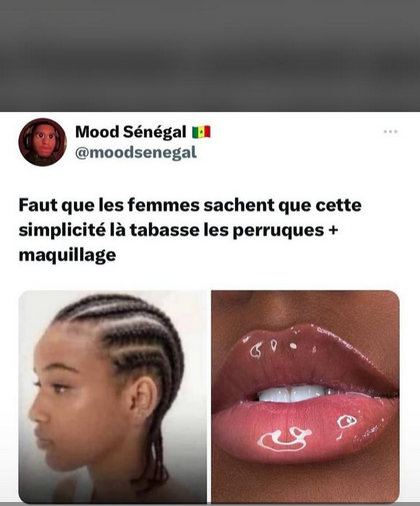 Mood Sénégal 🇸🇳
@moodsenegal
Faut que les femmes sachent que cette
simplicité là tabasse les perruques +
maquillage